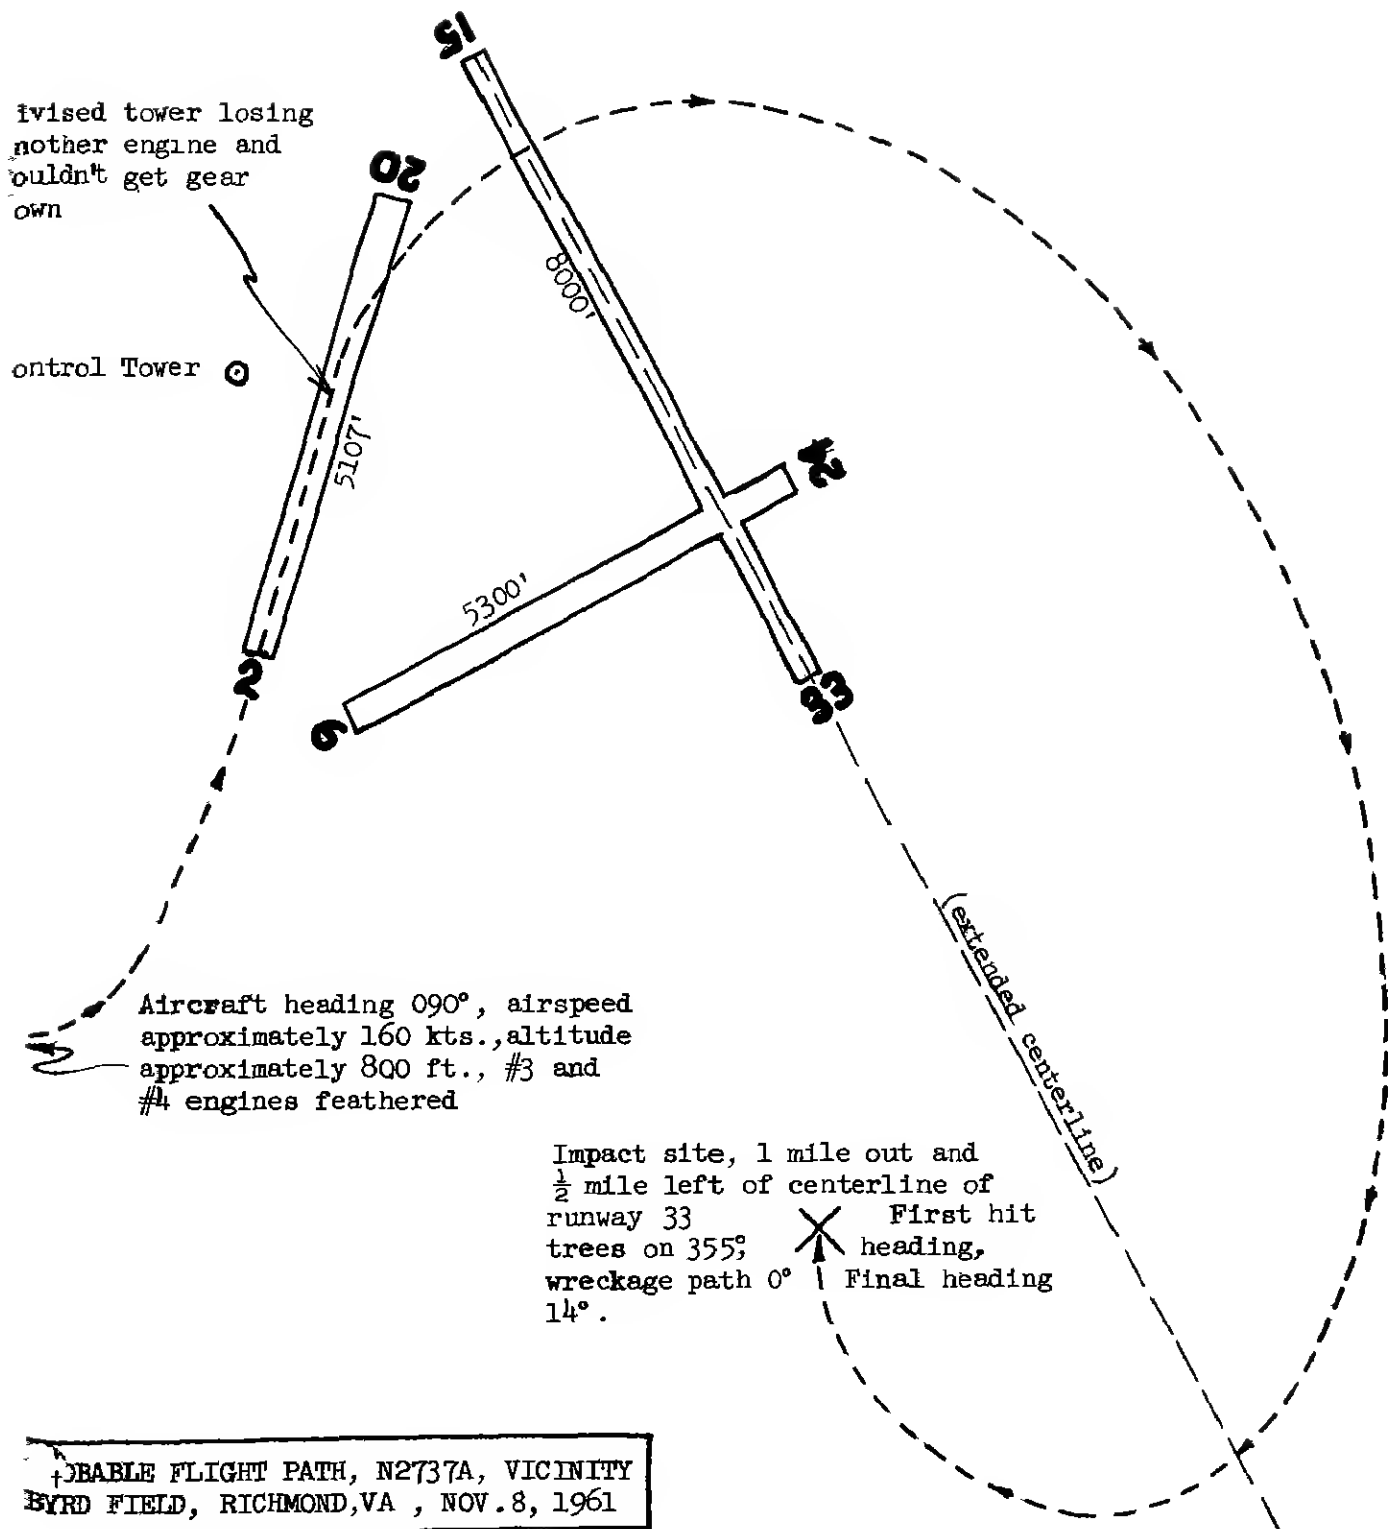 15
ivised tower losing
nother engine and
ouldn't get gear
own
20
8000'
ontrol Tower
5107'
24
5300'
2
6
33
(extended centerline)
Aircraft heading 090°, airspeed
approximately 160 kts., altitude
approximately 800 ft., #3 and
#4 engines feathered
Impact site, 1 mile out and
½ mile left of centerline of
runway 33 First hit
trees on 355°, heading,
wreckage path 0° Final heading
14°.
OBABLE FLIGHT PATH, N2737A, VICINITY
BYRD FIELD, RICHMOND, VA , NOV. 8, 1961